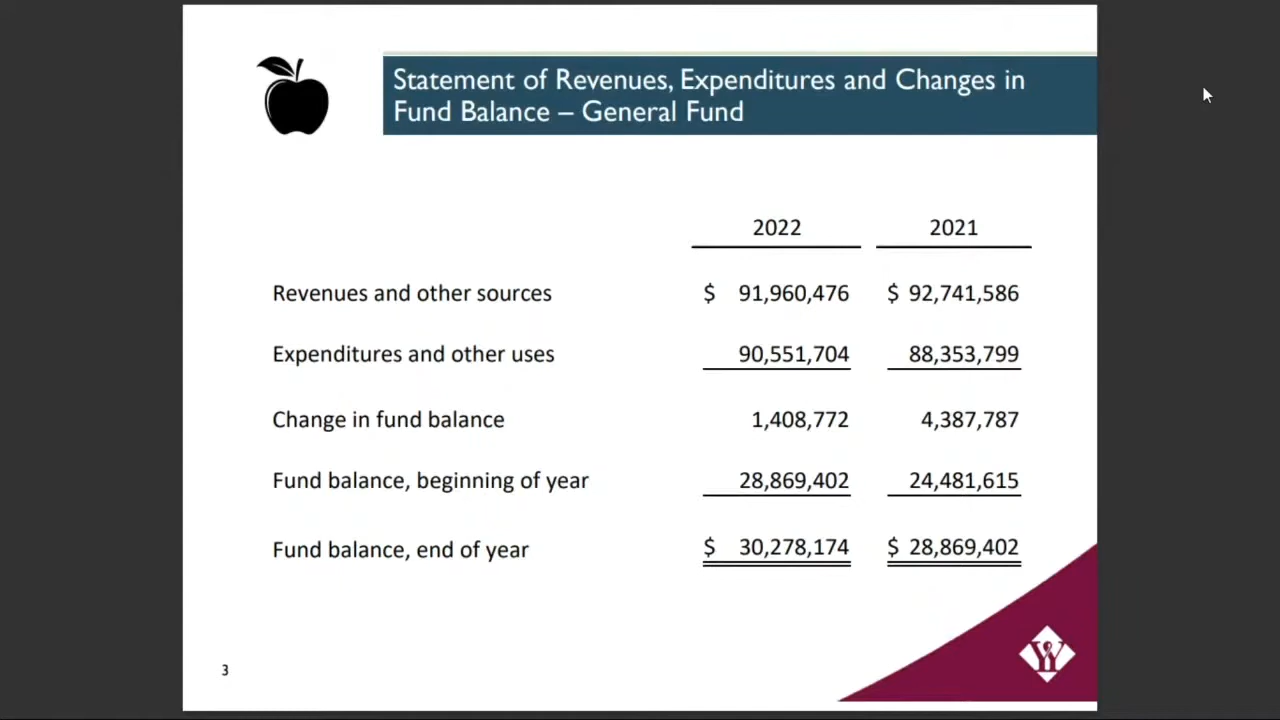 Statement of Revenues, Expenditures and Changes in
Fund Balance – General Fund
2022 2021
Revenues and other sources $ 91,960,476 $ 92,741,586
Expenditures and other uses 90,551,704 88,353,799
Change in fund balance 1,408,772 4,387,787
Fund balance, beginning of year 28,869,402 24,481,615
Fund balance, end of year $ 30,278,174 $ 28,869,402
3